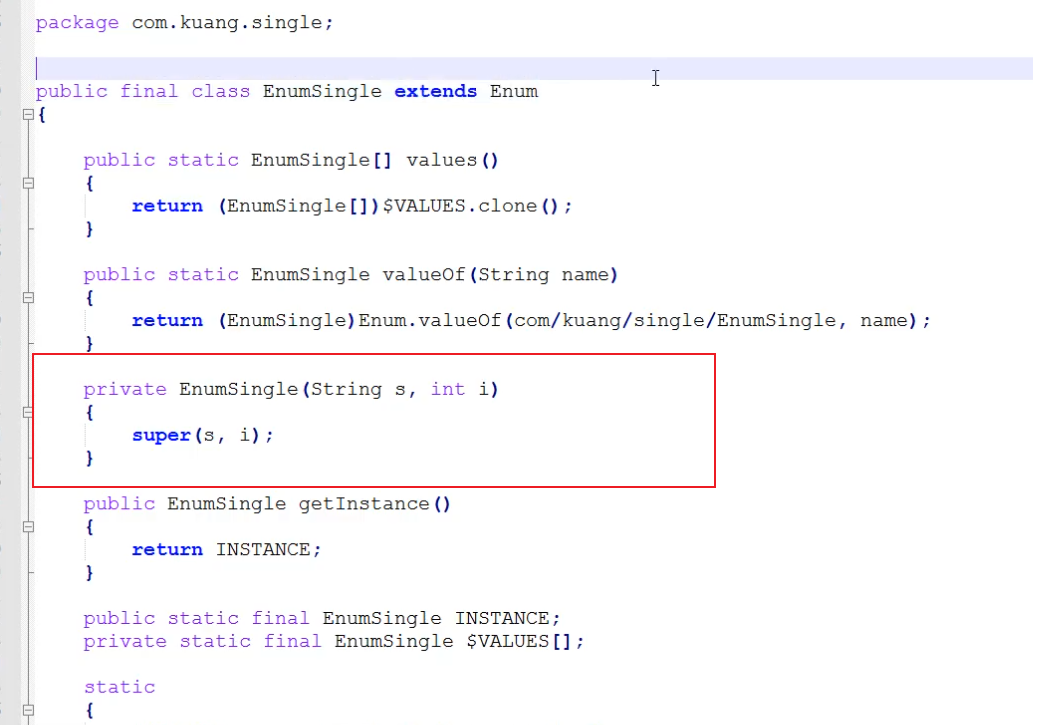 package com.kuang.single;
public final class EnumSingle extends Enum
{
public static EnumSingle[] values()
{
return (EnumSingle[])$VALUES.clone();
}
public static EnumSingle valueOf(String name)
{
return (EnumSingle)Enum.valueOf(com/kuang/single/EnumSingle, name);
}
private EnumSingle(String s, int i)
{
super(s, i);
}
public EnumSingle getInstance()
{
return INSTANCE;
}
public static final EnumSingle INSTANCE;
private static final EnumSingle $VALUES[];
static
{